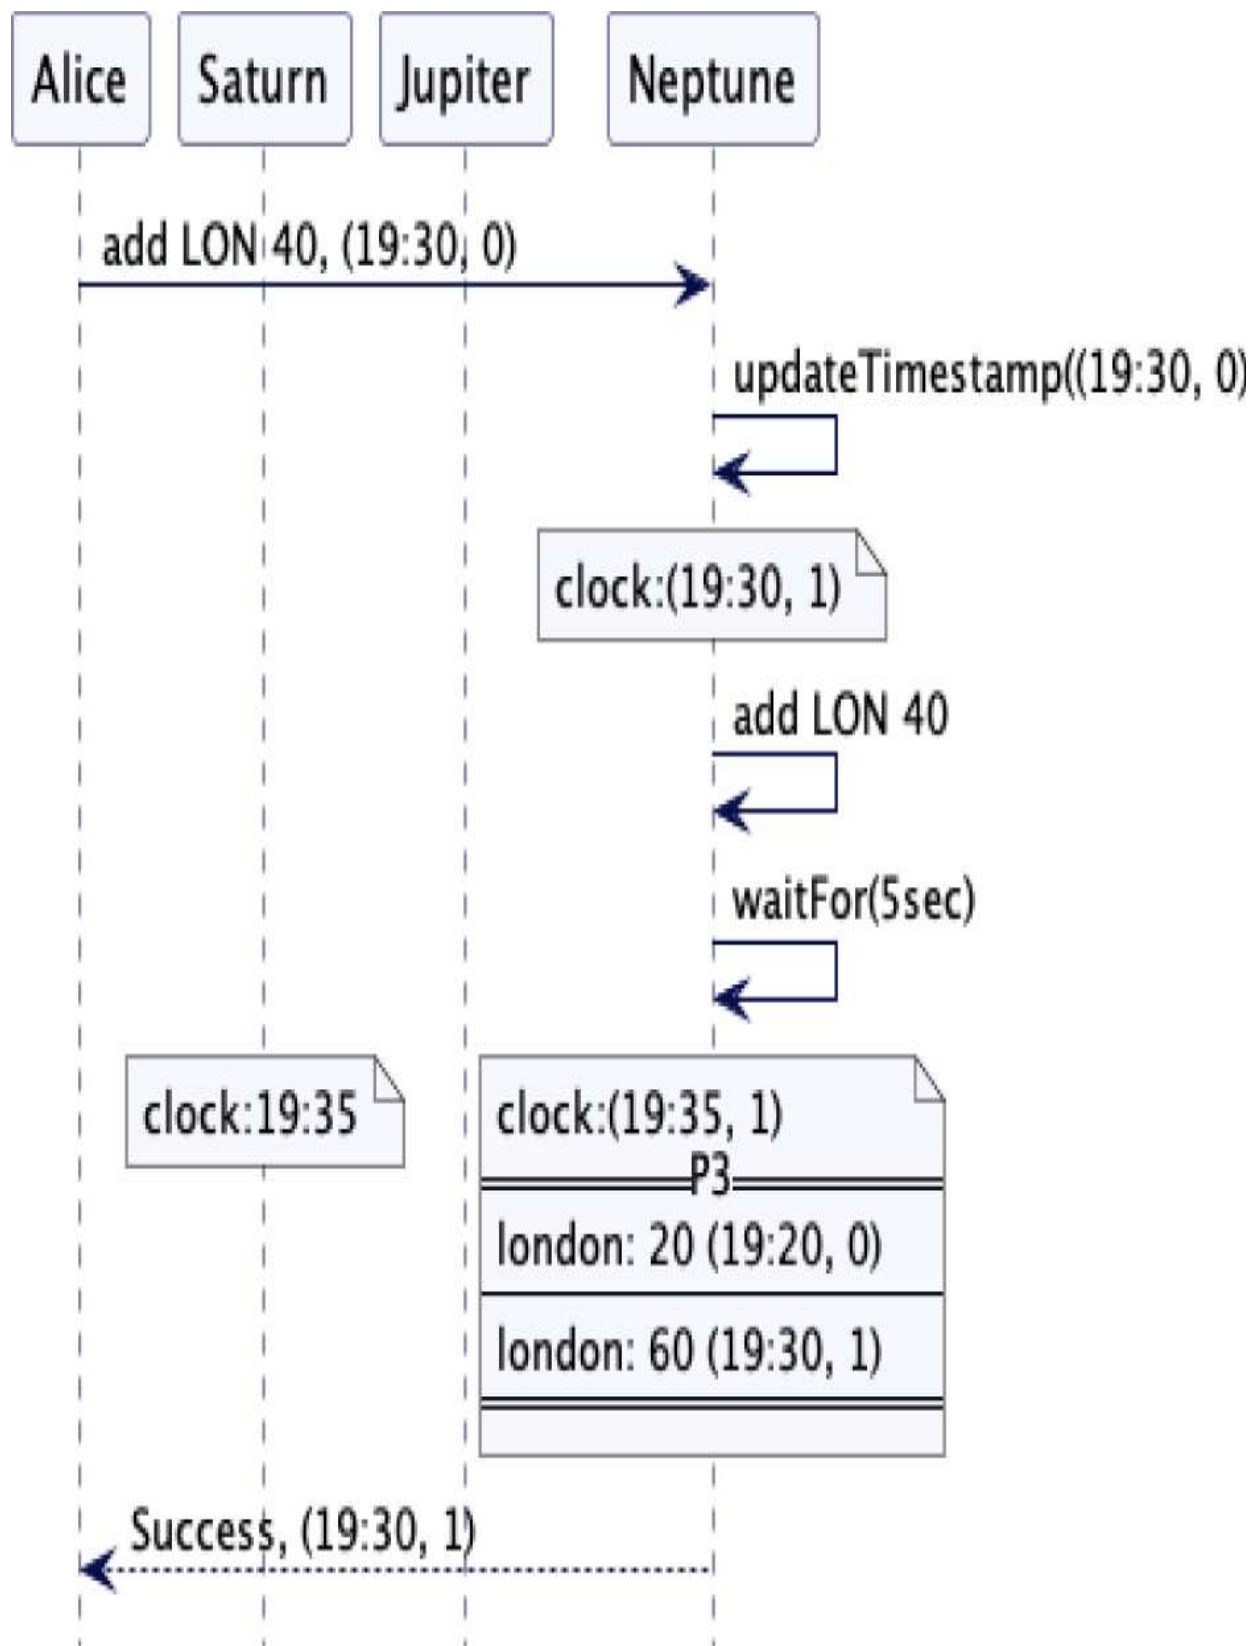 Alice
Saturn
Jupiter
Neptune
add LON 40, (19:30, 0)
updateTimestamp((19:30, 0)
clock:(19:30, 1)
add LON 40
waitFor(5sec)
clock:19:35
clock:(19:35, 1)
P3
london: 20 (19:20, 0)
london: 60 (19:30, 1)
Success, (19:30, 1)